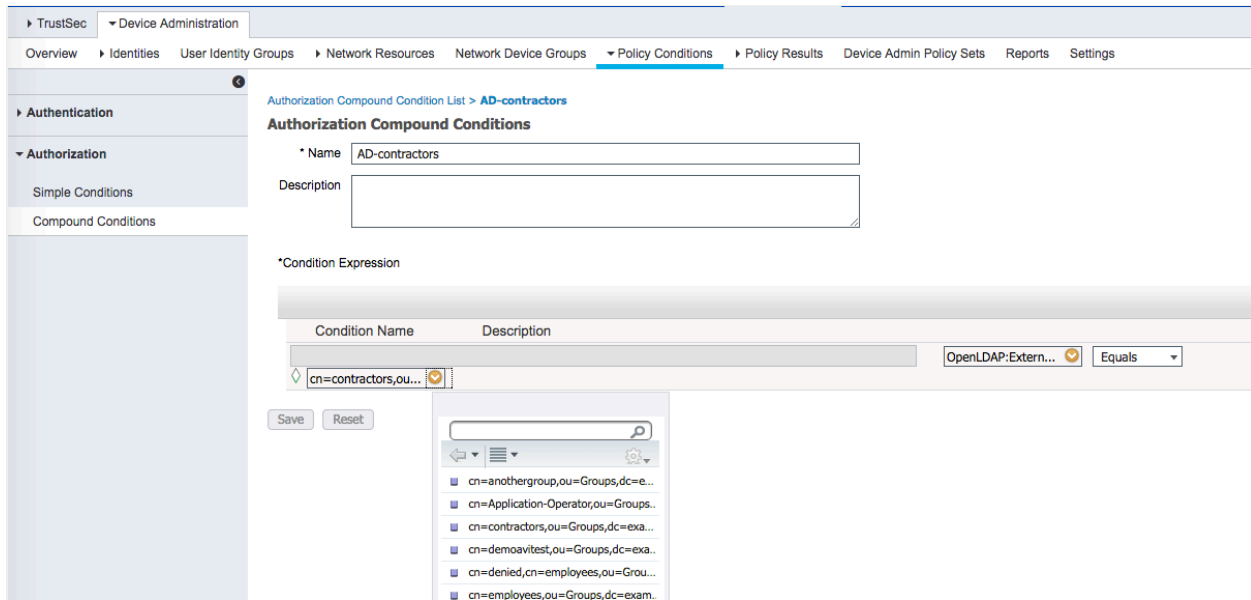 TrustSec Device Administration
Overview Identities User Identity Groups Network Resources Network Device Groups Policy Conditions Policy Results Device Admin Policy Sets Reports Settings
Authentication
Authorization
Simple Conditions
Compound Conditions
Authorization Compound Condition List > AD-contractors
Authorization Compound Conditions
* Name AD-contractors
Description
*Condition Expression
Condition Name Description
OpenLDAP:Extern... Equals
cn=contractors,ou...
Save Reset
cn=anothergroup,ou=Groups,dc=e...
cn=Application-Operator,ou=Groups..
cn=contractors,ou=Groups,dc=exa...
cn=demoavitest,ou=Groups,dc=exa..
cn=denied,cn=employees,ou=Grou...
cn=employees,ou=Groups,dc=exam..